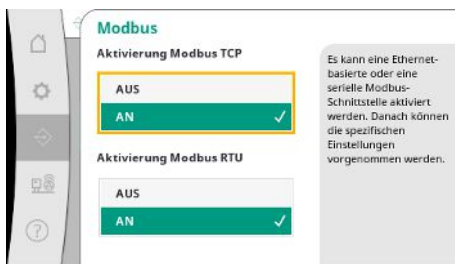 Modbus
Aktivierung Modbus TCP
AUS
AN
Aktivierung Modbus RTU
AUS
AN
Es kann eine Ethernet-
basierte oder eine
serielle Modbus-
Schnittstelle aktiviert
werden. Danach können
die spezifischen
Einstellungen
vorgenommen werden.